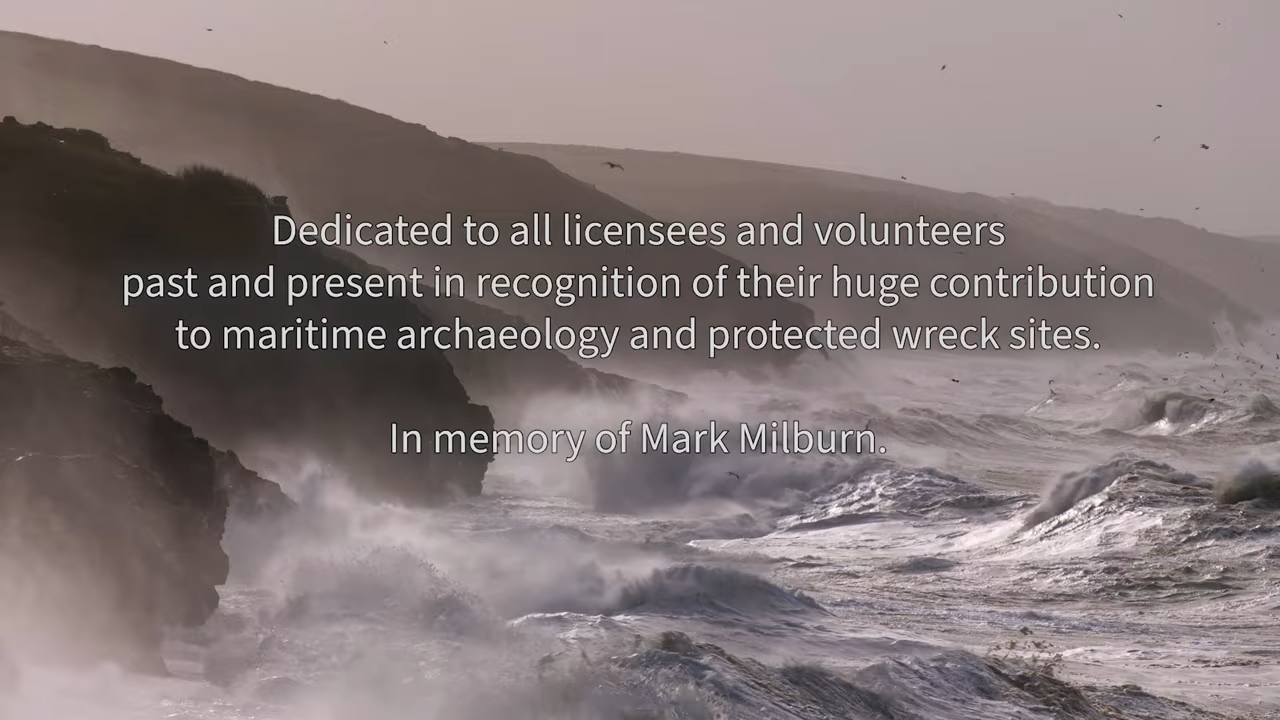 Dedicated to all licensees and volunteers
past and present in recognition of their huge contribution
to maritime archaeology and protected wreck sites.
In memory of Mark Milburn.